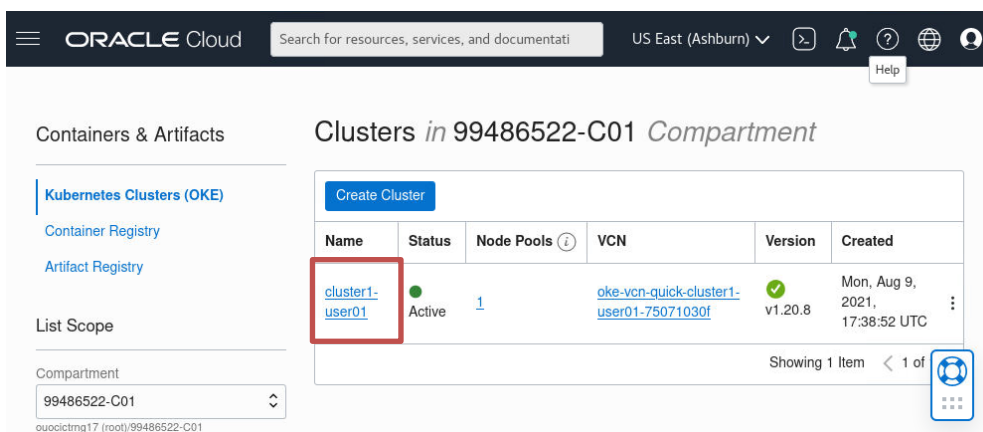 ORACLE Cloud
Search for resources, services, and documentati
US East (Ashburn)
Help
Containers & Artifacts
Kubernetes Clusters (OKE)
Container Registry
Artifact Registry
List Scope
Compartment
99486522-C01
ouocictmg17 (root)/99486522-C01
Clusters in 99486522-C01 Compartment
Create Cluster
Name Status Node Pools i VCN Version Created
cluster1-
user01
Active
1
oke-vcn-quick-cluster1-
user01-75071030f
v1.20.8
Mon, Aug 9,
2021,
17:38:52 UTC
Showing 1 Item < 1 of